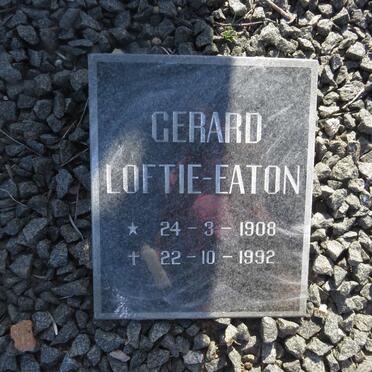 GERARD
LOFTIE-EATON
★ 24 - 3 - 1908
✝ 22 - 10 - 1992